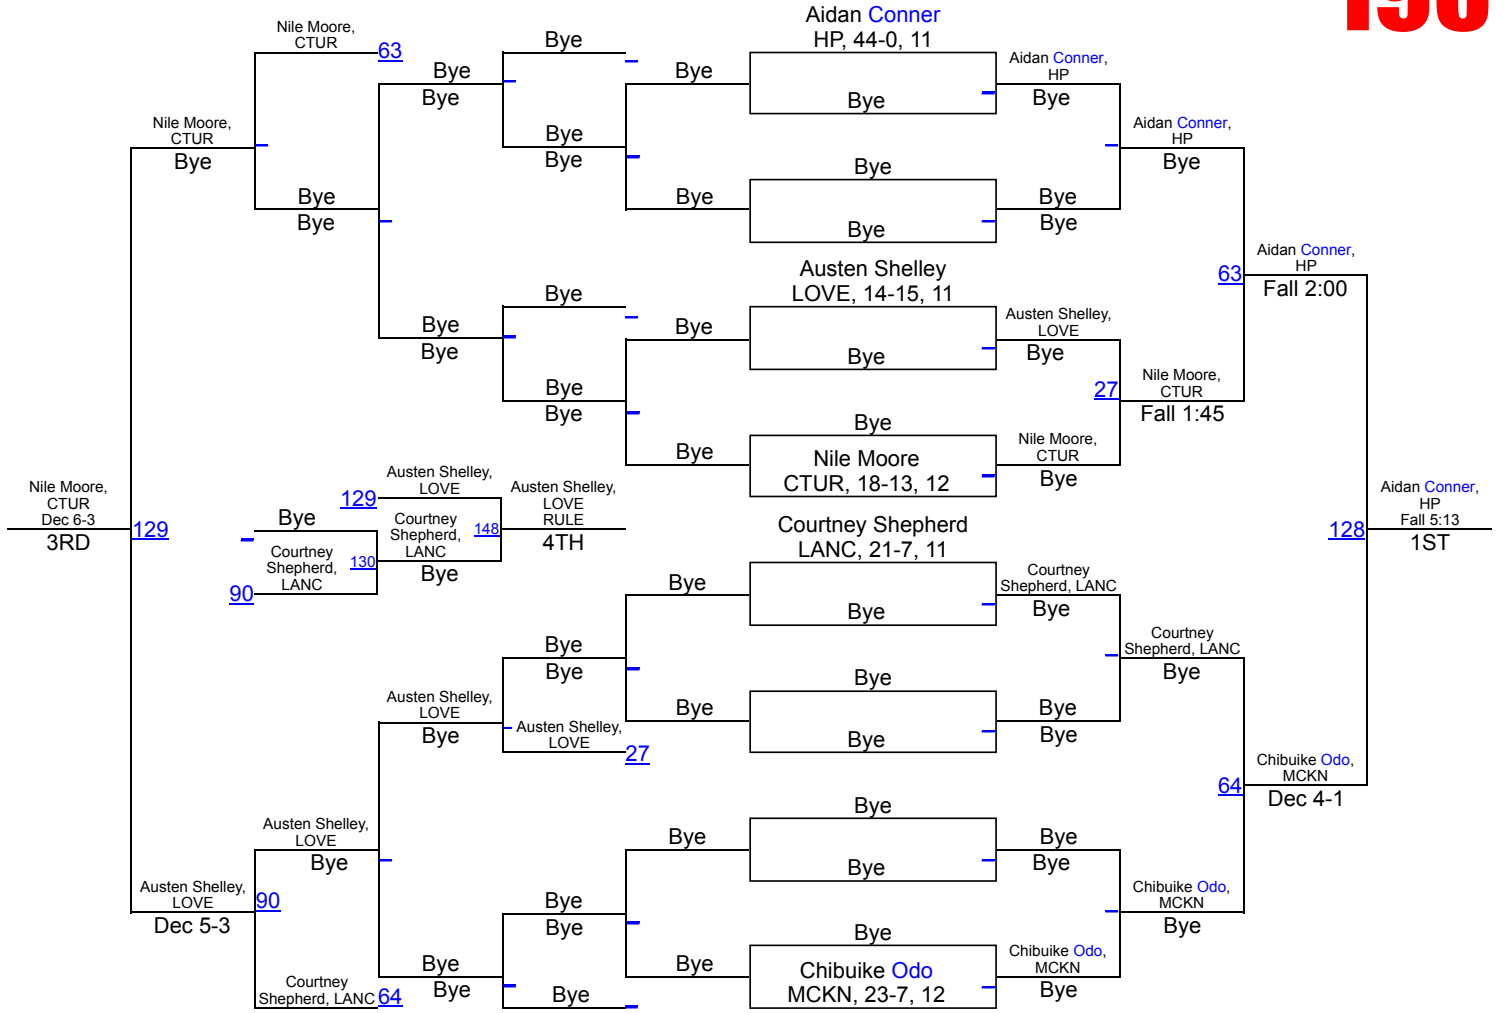 190
Aidan Conner
HP, 44-0, 11
Nile Moore,
CTUR
63
Bye
Bye
Bye
Bye
Bye
Aidan Conner,
HP
Bye
Nile Moore,
CTUR
Bye
Bye
Bye
Aidan Conner,
HP
Bye
Bye
Bye
Bye
Bye
Bye
Bye
Bye
Aidan Conner,
HP
Fall 2:00
63
Austen Shelley
LOVE, 14-15, 11
Bye
Bye
Bye
Bye
Bye
Austen Shelley,
LOVE
Bye
Bye
Bye
27
Nile Moore,
CTUR
Fall 1:45
Bye
Bye
Nile Moore
CTUR, 18-13, 12
Nile Moore,
CTUR
Bye
Nile Moore,
CTUR
Dec 6-3
3RD
129
Austen Shelley,
LOVE
129
Bye
Courtney
Shepherd,
LANC
90
130
Courtney
Shepherd,
LANC
Bye
148
Austen Shelley,
LOVE
RULE
4TH
128
Aidan Conner,
HP
Fall 5:13
1ST
Courtney Shepherd
LANC, 21-7, 11
Bye
Bye
Courtney
Shepherd, LANC
Bye
Bye
Bye
Courtney
Shepherd, LANC
Bye
Austen Shelley,
LOVE
Bye
Austen Shelley,
LOVE
27
Bye
Bye
Bye
Bye
Bye
64
Chibuike Odo,
MCKN
Dec 4-1
Austen Shelley,
LOVE
Bye
Bye
Bye
Bye
Bye
Bye
Austen Shelley,
LOVE
Dec 5-3
90
Bye
Bye
Chibuike Odo,
MCKN
Bye
Bye
Courtney
Shepherd, LANC
64
Bye
Bye
Bye
Bye
Chibuike Odo
MCKN, 23-7, 12
Chibuike Odo,
MCKN
Bye